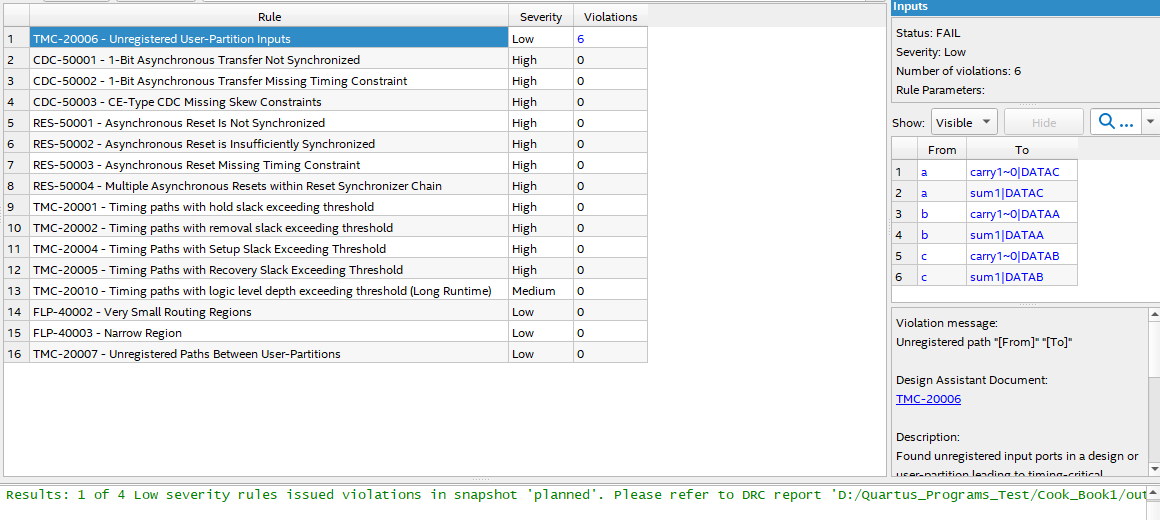 Rule Severity Violations
1 TMC-20006 - Unregistered User-Partition Inputs Low 6
2 CDC-50001 - 1-Bit Asynchronous Transfer Not Synchronized High 0
3 CDC-50002 - 1-Bit Asynchronous Transfer Missing Timing Constraint High 0
4 CDC-50003 - CE-Type CDC Missing Skew Constraints High 0
5 RES-50001 - Asynchronous Reset Is Not Synchronized High 0
6 RES-50002 - Asynchronous Reset is Insufficiently Synchronized High 0
7 RES-50003 - Asynchronous Reset Missing Timing Constraint High 0
8 RES-50004 - Multiple Asynchronous Resets within Reset Synchronizer Chain High 0
9 TMC-20001 - Timing paths with hold slack exceeding threshold High 0
10 TMC-20002 - Timing paths with removal slack exceeding threshold High 0
11 TMC-20004 - Timing Paths with Setup Slack Exceeding Threshold High 0
12 TMC-20005 - Timing Paths with Recovery Slack Exceeding Threshold High 0
13 TMC-20010 - Timing paths with logic level depth exceeding threshold (Long Runtime) Medium 0
14 FLP-40002 - Very Small Routing Regions Low 0
15 FLP-40003 - Narrow Region Low 0
16 TMC-20007 - Unregistered Paths Between User-Partitions Low 0
Inputs
Status: FAIL
Severity: Low
Number of violations: 6
Rule Parameters:
Show: Visible Hide ...
From To
1 a carry1~0|DATAC
2 a sum1|DATAC
3 b carry1~0|DATAA
4 b sum1|DATAA
5 c carry1~0|DATAB
6 c sum1|DATAB
Violation message:
Unregistered path "[From]" "[To]"
Design Assistant Document:
TMC-20006
Description:
Found unregistered input ports in a design or
user-partition leading to timing-critical
Results: 1 of 4 Low severity rules issued violations in snapshot 'planned'. Please refer to DRC report 'D:/Quartus_Programs_Test/Cook_Book1/out